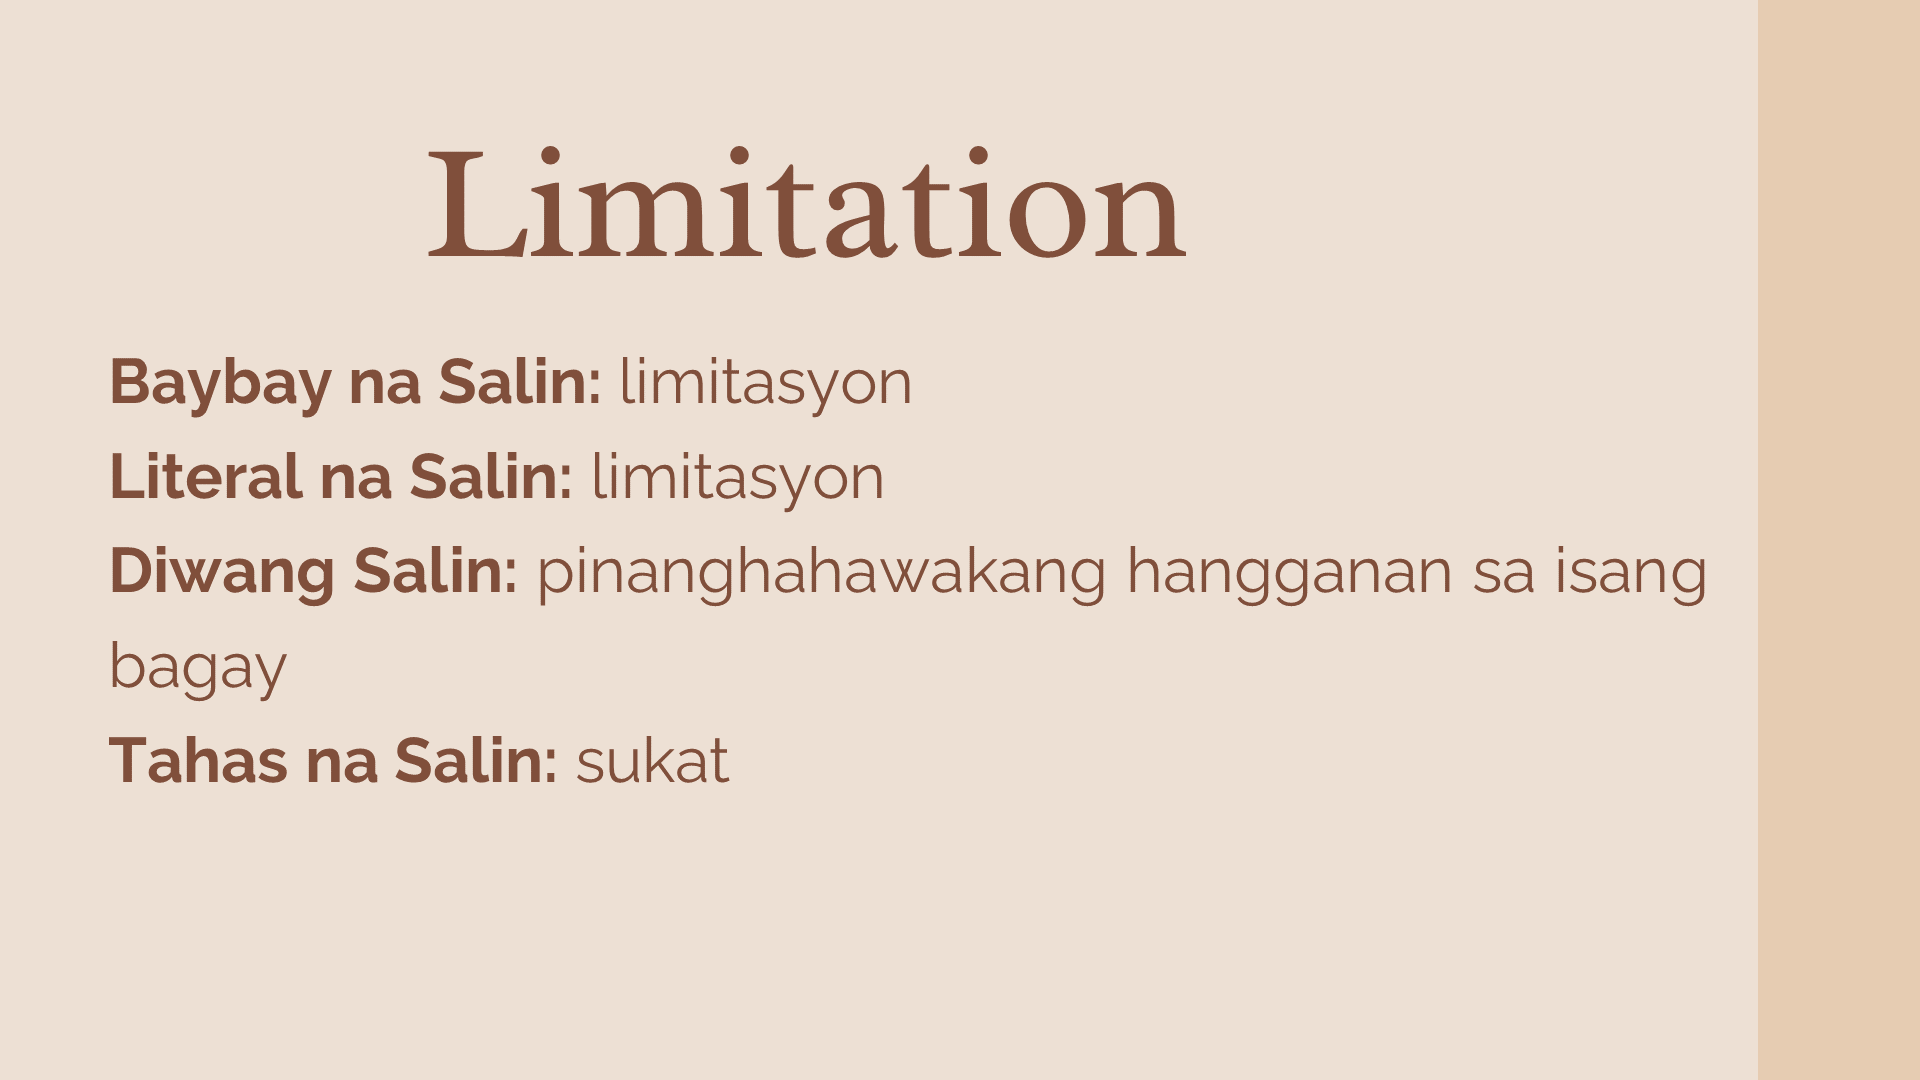 Limitation
Baybay na Salin: limitasyon
Literal na Salin: limitasyon
Diwang Salin: pinanghahawakang hangganan sa isang
bagay
Tahas na Salin: sukat